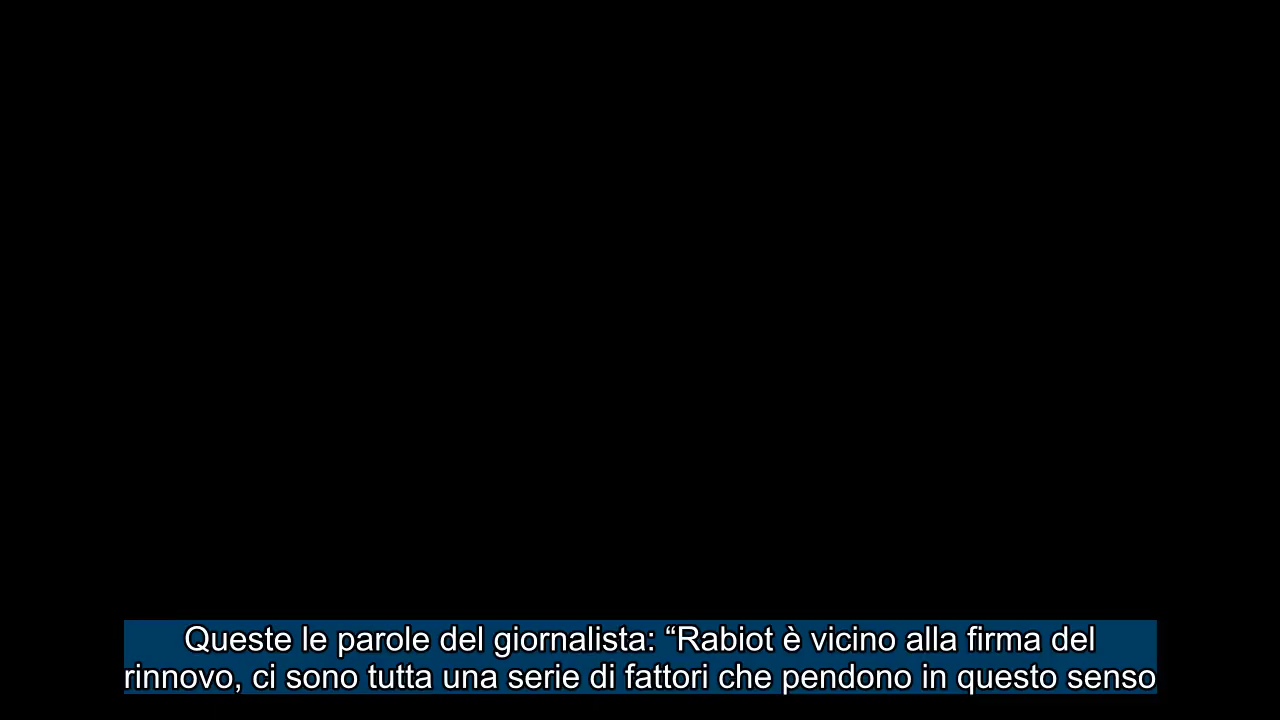 Queste le parole del giornalista: “Rabiot è vicino alla firma del
rinnovo, ci sono tutta una serie di fattori che pendono in questo senso